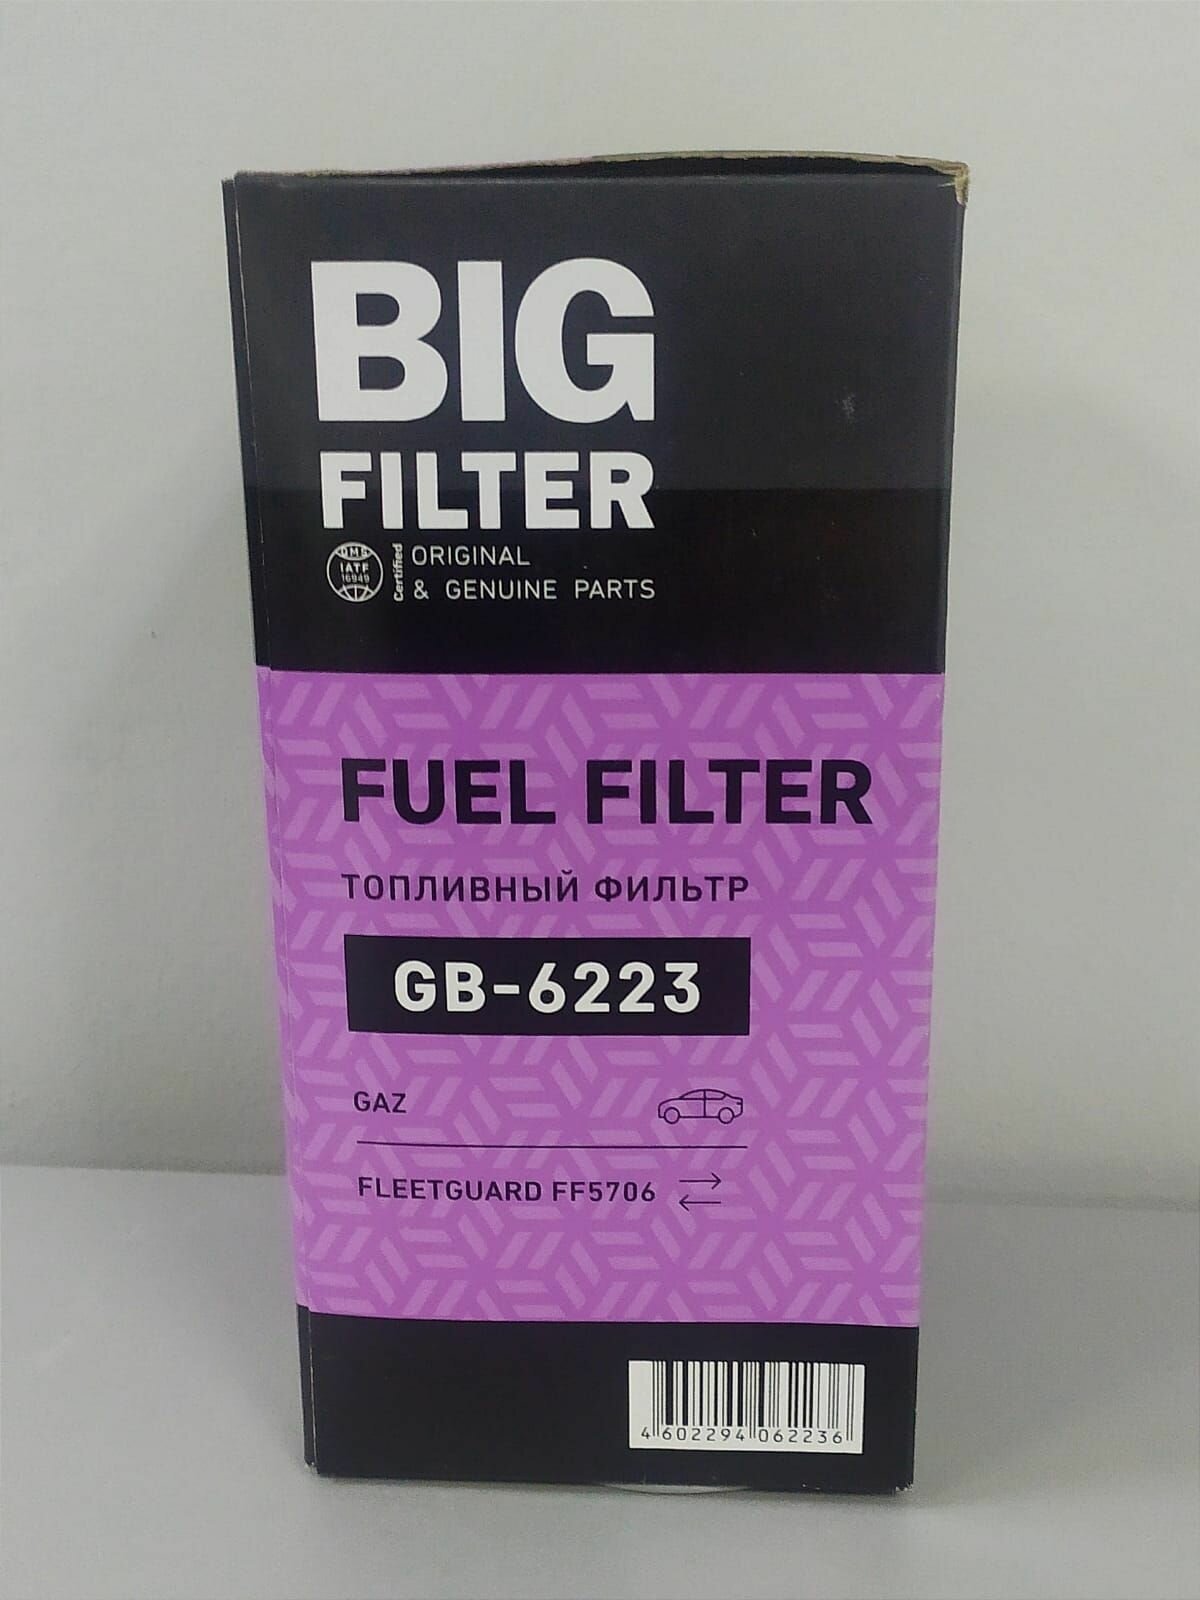 BIG
FILTER
QMS
IATF
16949
Certified
ORIGINAL
& GENUINE PARTS
FUEL FILTER
ТОПЛИВНЫЙ ФИЛЬТР
GB-6223
GAZ
FLEETGUARD FF5706
4 602294 062236